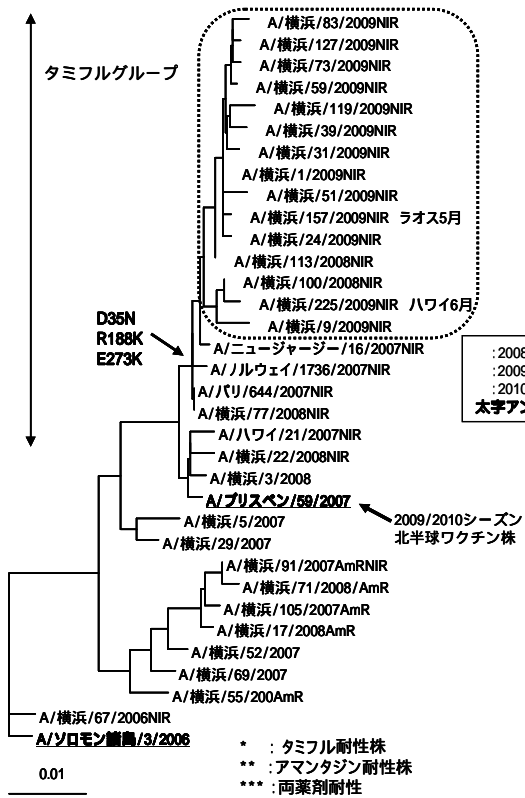 A/横浜/83/2009NIR
A/横浜/127/2009NIR
A/横浜/73/2009NIR
A/横浜/59/2009NIR
A/横浜/119/2009NIR
A/横浜/39/2009NIR
A/横浜/31/2009NIR
A/横浜/1/2009NIR
A/横浜/51/2009NIR
A/横浜/157/2009NIR ラオス5月
A/横浜/24/2009NIR
A/横浜/113/2008NIR
A/横浜/100/2008NIR
A/横浜/225/2009NIR ハワイ6月
A/横浜/9/2009NIR
A/ニュージャージー/16/2007NIR
A/ノルウェイ/1736/2007NIR
A/パリ/644/2007NIR
A/横浜/77/2008NIR
A/ハワイ/21/2007NIR
A/横浜/22/2008NIR
A/横浜/3/2008
A/ブリスベン/59/2007
A/横浜/5/2007
A/横浜/29/2007
A/横浜/91/2007AmRNIR
A/横浜/71/2008/AmR
A/横浜/105/2007AmR
A/横浜/17/2008AmR
A/横浜/52/2007
A/横浜/69/2007
A/横浜/55/200AmR
A/横浜/67/2006NIR
A/ソロモン諸島/3/2006
タミフルグループ
D35N
R188K
E273K
:2008
:2009
:2010
太字アン
2009/2010シーズン
北半球ワクチン株
0.01
* :タミフル耐性株
** :アマンタジン耐性株
*** :両薬剤耐性